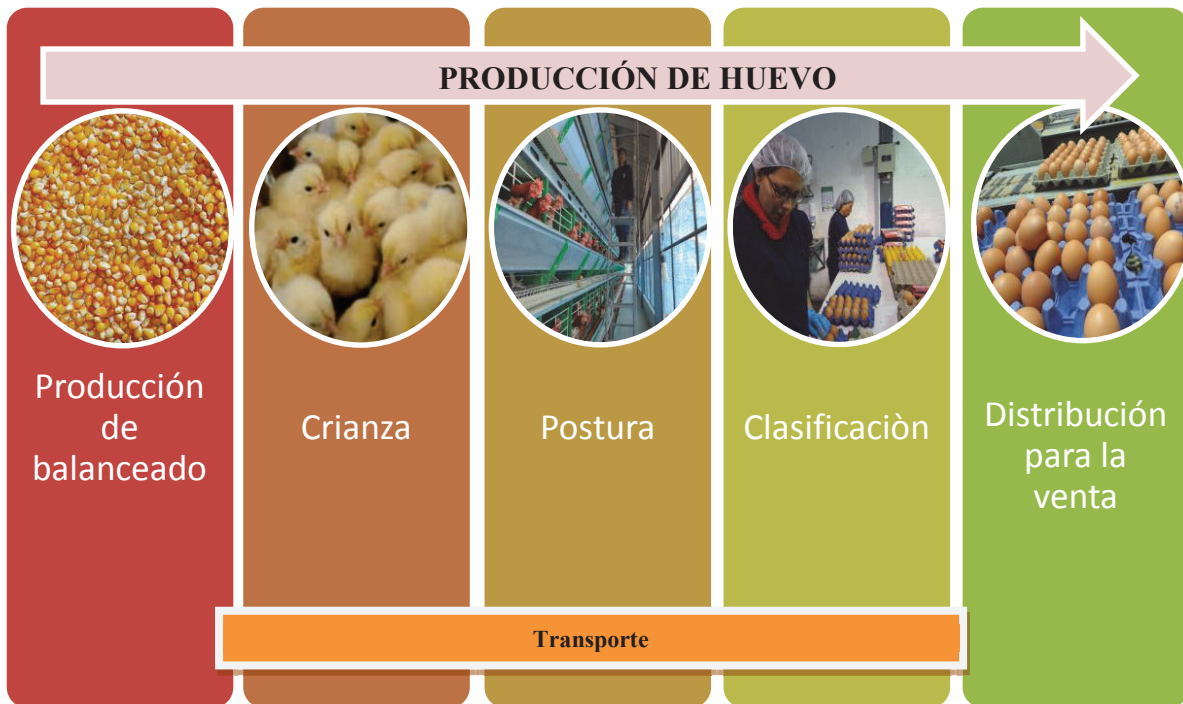 PRODUCCIÓN DE HUEVO
Producción
de
balanceado
Crianza
Postura
Clasificaciòn
Distribución
para la
venta
Transporte